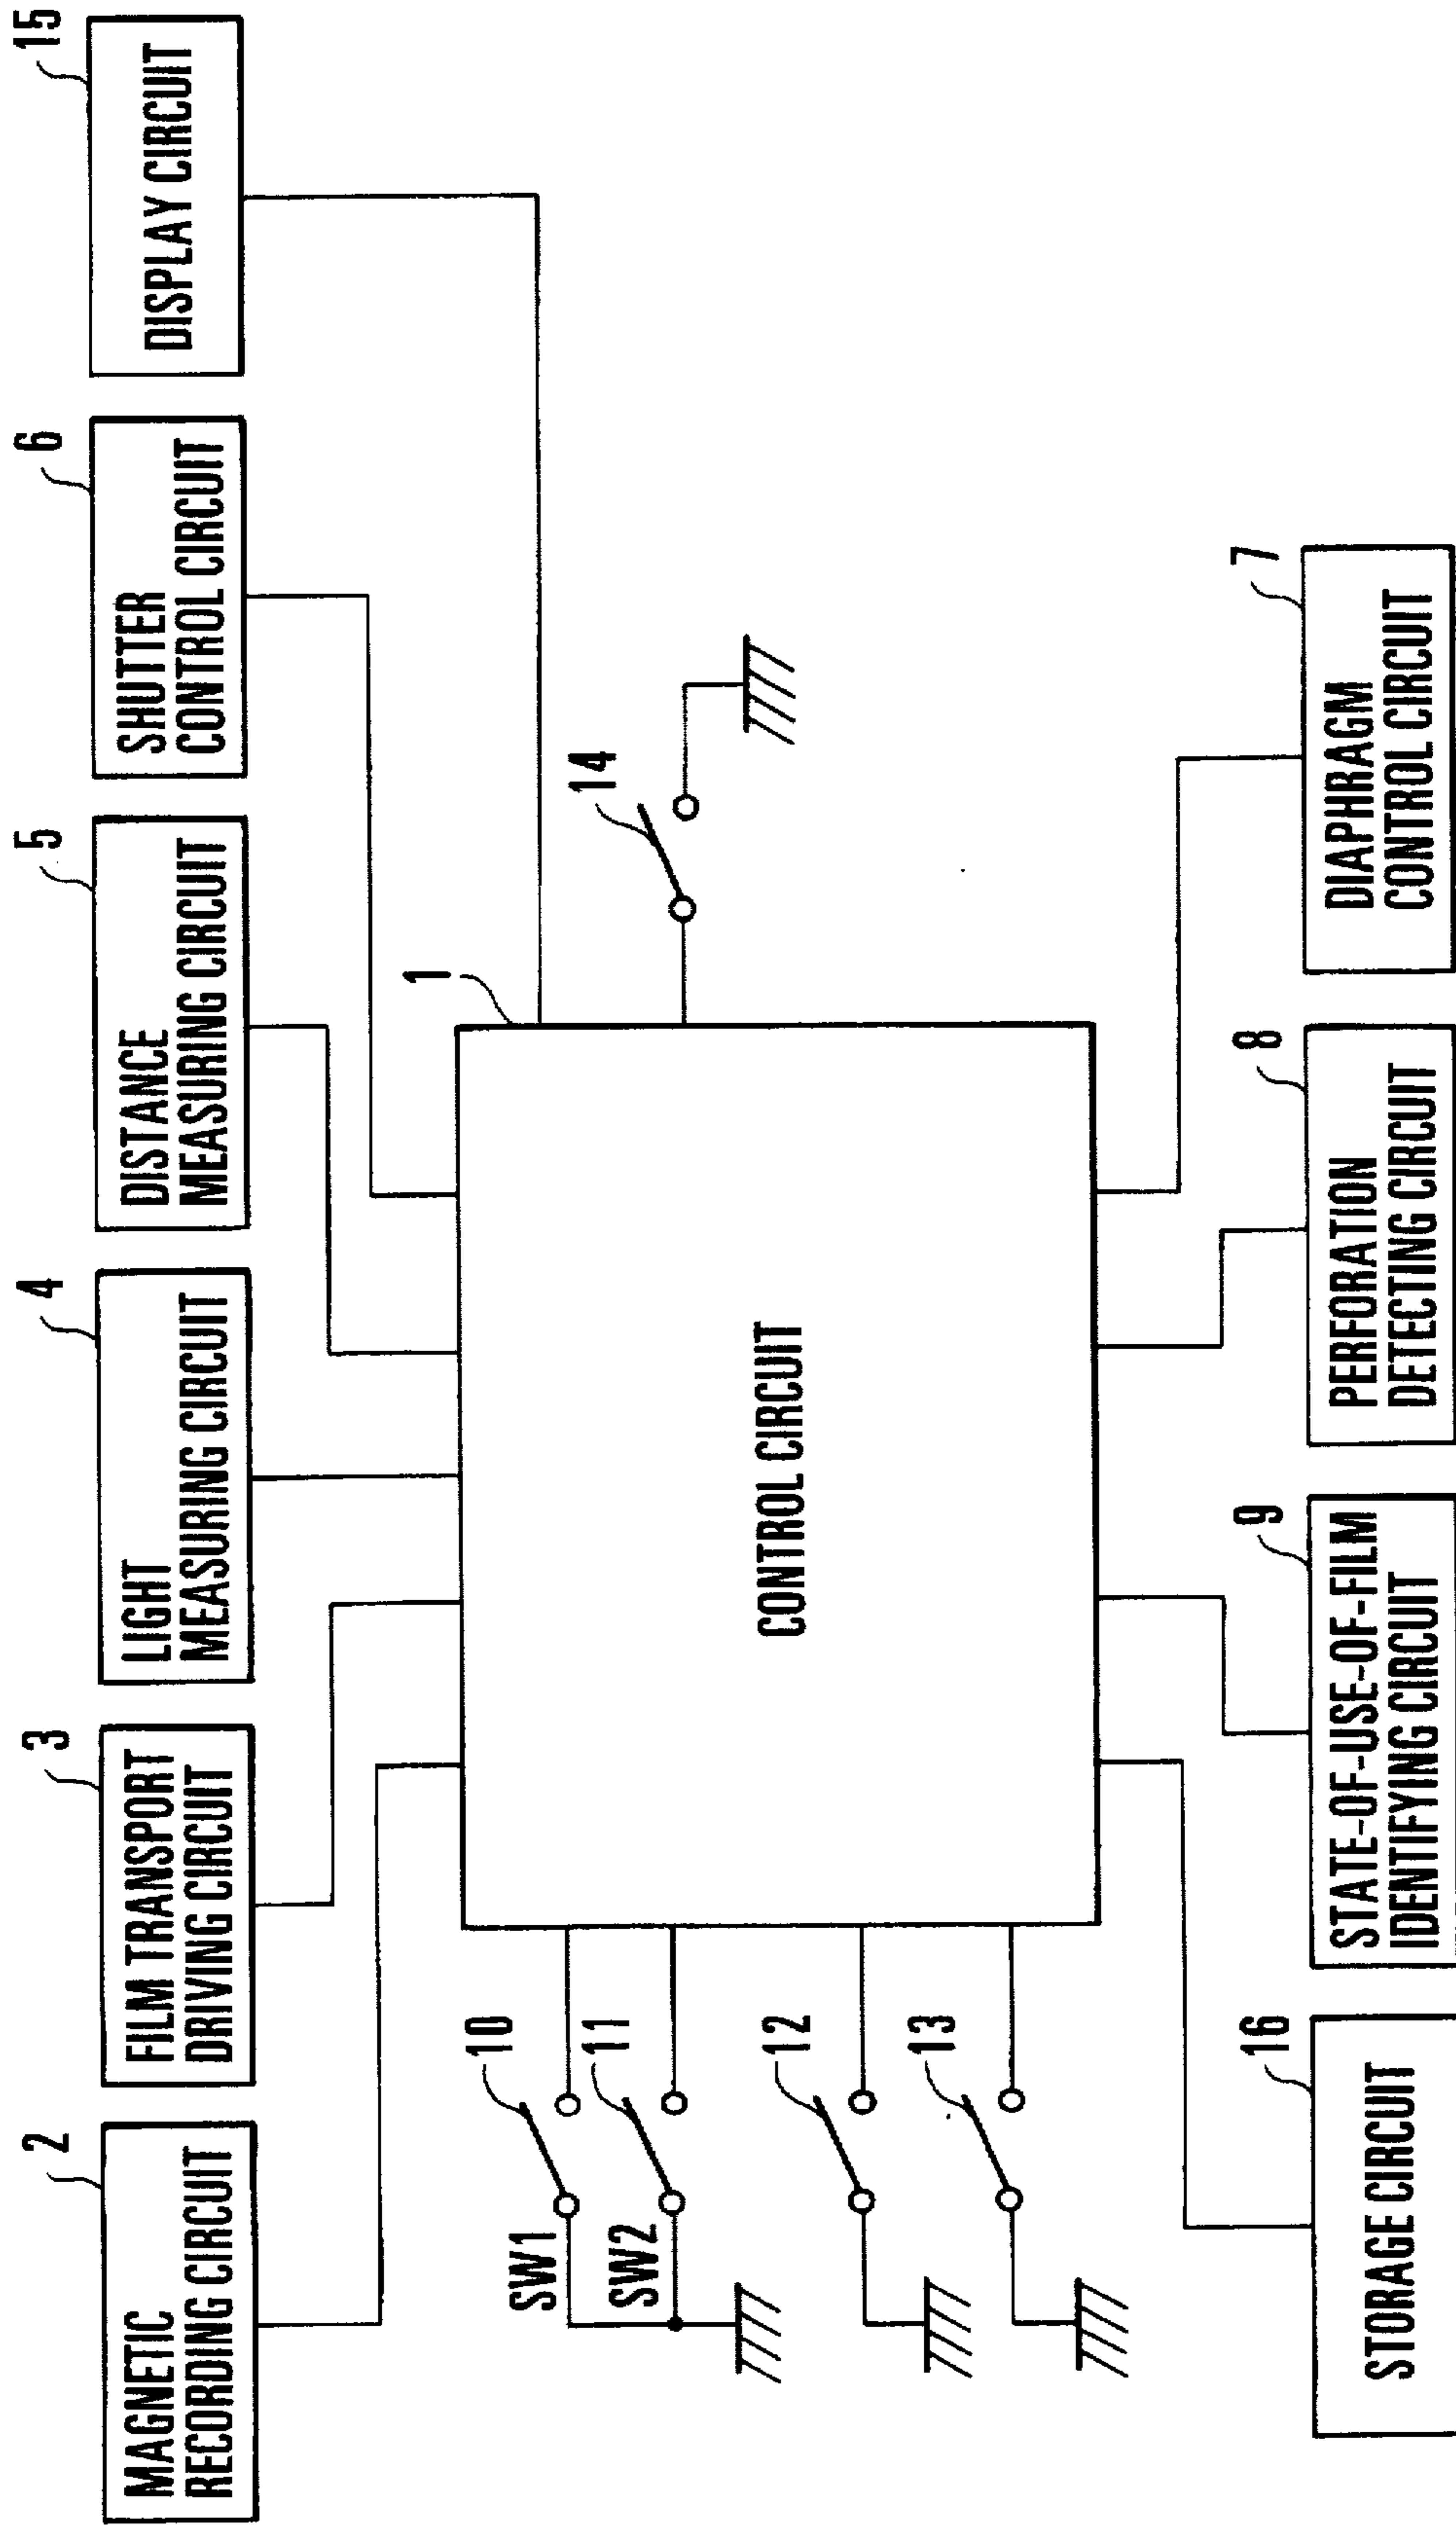 2
MAGNETIC
RECORDING CIRCUIT
3
FILM TRANSPORT
DRIVING CIRCUIT
4
LIGHT
MEASURING CIRCUIT
5
DISTANCE
MEASURING CIRCUIT
6
SHUTTER
CONTROL CIRCUIT
15
DISPLAY CIRCUIT
1
CONTROL CIRCUIT
10
SW1
11
SW2
12
13
14
16
STORAGE CIRCUIT
9
STATE-OF-USE-OF-FILM
IDENTIFYING CIRCUIT
8
PERFORATION
DETECTING CIRCUIT
7
DIAPHRAGM
CONTROL CIRCUIT